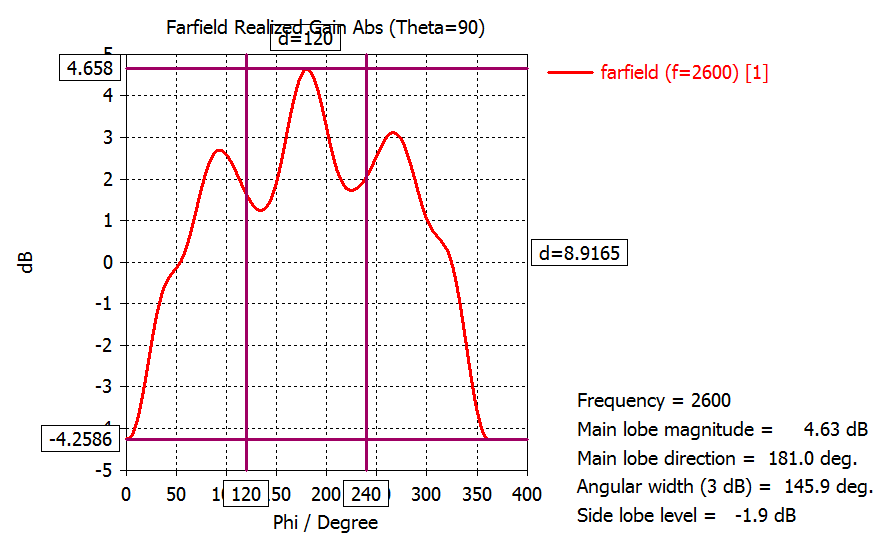 Farfield Realized Gain Abs (Theta=90)
d=120
5
4.658
4
3
2
1
0
-1
-2
-3
-4
-4.2586
-5
dB
0
50
120
200
240
300
350
400
Phi / Degree
farfield (f=2600) [1]
d=8.9165
Frequency = 2600
Main lobe magnitude = 4.63 dB
Main lobe direction = 181.0 deg.
Angular width (3 dB) = 145.9 deg.
Side lobe level = -1.9 dB